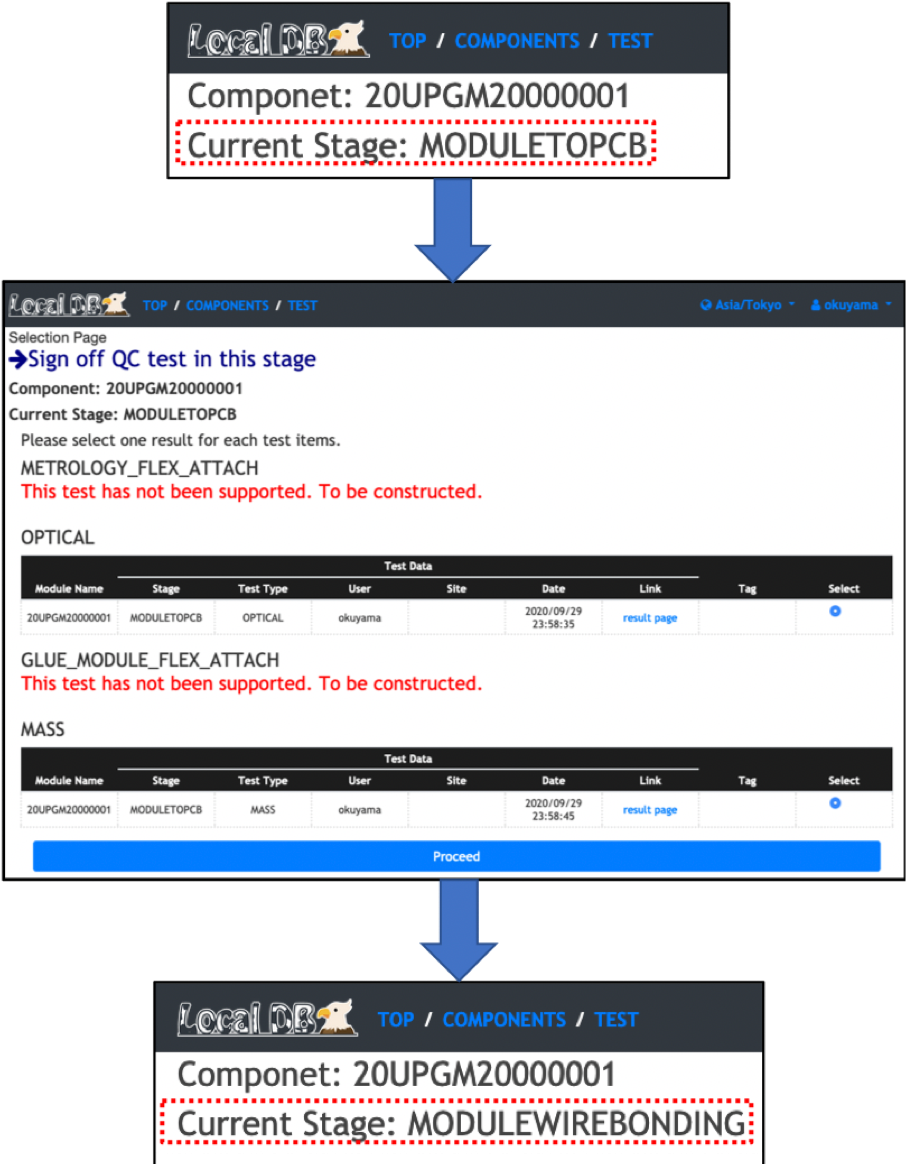 Local DB TOP / COMPONENTS / TEST
Componet: 20UPGM20000001
Current Stage: MODULETOPCB
Local DB TOP / COMPONENTS / TEST Asia/Tokyo okuyama
Selection Page
➔Sign off QC test in this stage
Component: 20UPGM20000001
Current Stage: MODULETOPCB
Please select one result for each test items.
METROLOGY_FLEX_ATTACH
This test has not been supported. To be constructed.
OPTICAL
Test Data
Module Name Stage Test Type User Site Date Link Tag Select
20UPGM20000001 MODULETOPCB OPTICAL okuyama 2020/09/29 23:58:35 result page
GLUE_MODULE_FLEX_ATTACH
This test has not been supported. To be constructed.
MASS
Test Data
Module Name Stage Test Type User Site Date Link Tag Select
20UPGM20000001 MODULETOPCB MASS okuyama 2020/09/29 23:58:45 result page
Proceed
Local DB TOP / COMPONENTS / TEST
Componet: 20UPGM20000001
Current Stage: MODULEWIREBONDING